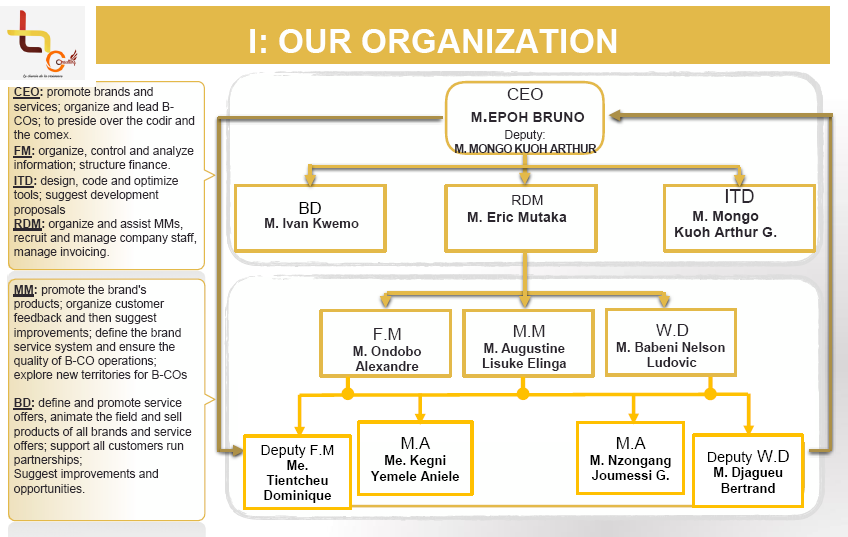 I: OUR ORGANIZATION
CEO: promote brands and
services; organize and lead B-
COs; to preside over the codir and
the comex.
FM: organize, control and analyze
information; structure finance.
ITD: design, code and optimize
tools; suggest development
proposals
RDM: organize and assist MMs,
recruit and manage company staff,
manage invoicing.
MM: promote the brand's
products; organize customer
feedback and then suggest
improvements; define the brand
service system and ensure the
quality of B-CO operations;
explore new territories for B-COs
BD: define and promote service
offers, animate the field and sell
products of all brands and service
offers; support all customers run
partnerships;
Suggest improvements and
opportunities.
CEO
M.EPOH BRUNO
Deputy:
M. MONGO KUOH ARTHUR
BD
M. Ivan Kwemo
RDM
M. Eric Mutaka
ITD
M. Mongo
Kuoh Arthur G.
F.M
M. Ondobo
Alexandre
M.M
M. Augustine
Lisuke Elinga
W.D
M. Babeni Nelson
Ludovic
Deputy F.M
Me.
Tientcheu
Dominique
M.A
Me. Kegni
Yemele Aniele
M.A
M. Nzongang
Joumessi G.
Deputy W.D
M. Djagueu
Bertrand